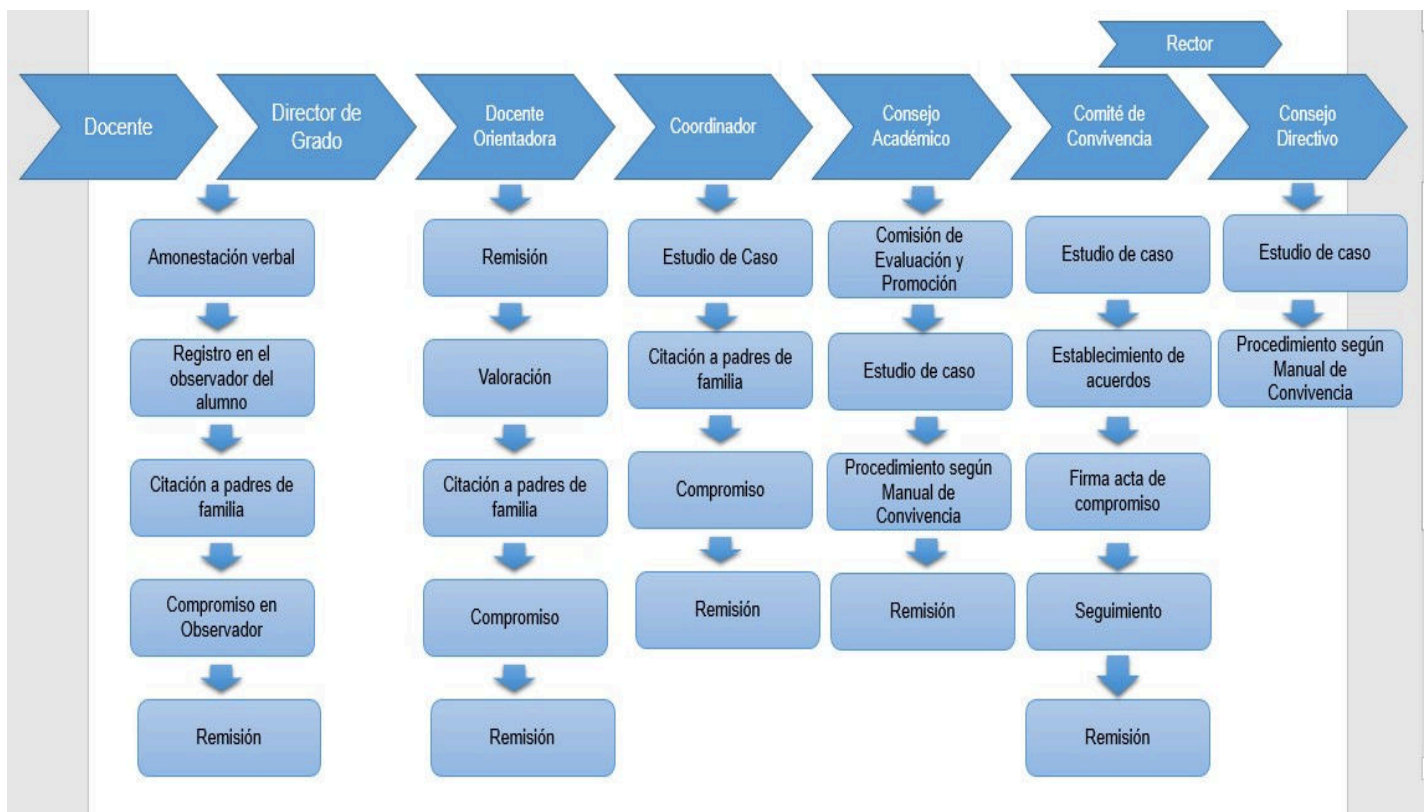 Rector
Docente
Director de
Grado
Docente
Orientadora
Coordinador
Consejo
Académico
Comité de
Convivencia
Consejo
Directivo
Amonestación verbal
Registro en el
observador del
alumno
Citación a padres de
familia
Compromiso en
Observador
Remisión
Remisión
Valoración
Citación a padres de
familia
Compromiso
Remisión
Estudio de Caso
Citación a padres de
familia
Compromiso
Remisión
Comisión de
Evaluación y
Promoción
Estudio de caso
Procedimiento según
Manual de
Convivencia
Remisión
Estudio de caso
Establecimiento de
acuerdos
Firma acta de
compromiso
Seguimiento
Remisión
Estudio de caso
Procedimiento según
Manual de
Convivencia